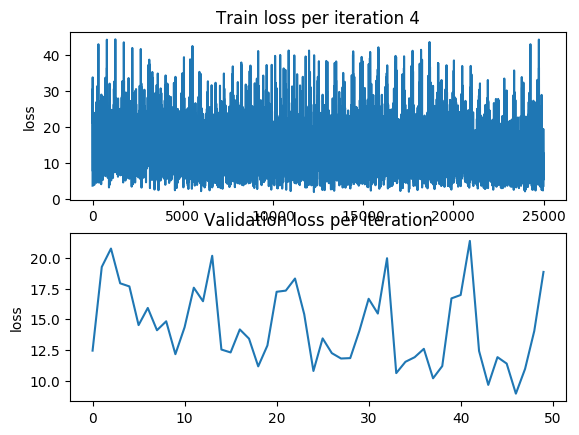 Train loss per iteration 4
loss
40
30
20
10
0
0 5000 10000 15000 20000 25000
Validation loss per iteration
loss
20.0
17.5
15.0
12.5
10.0
0 10 20 30 40 50